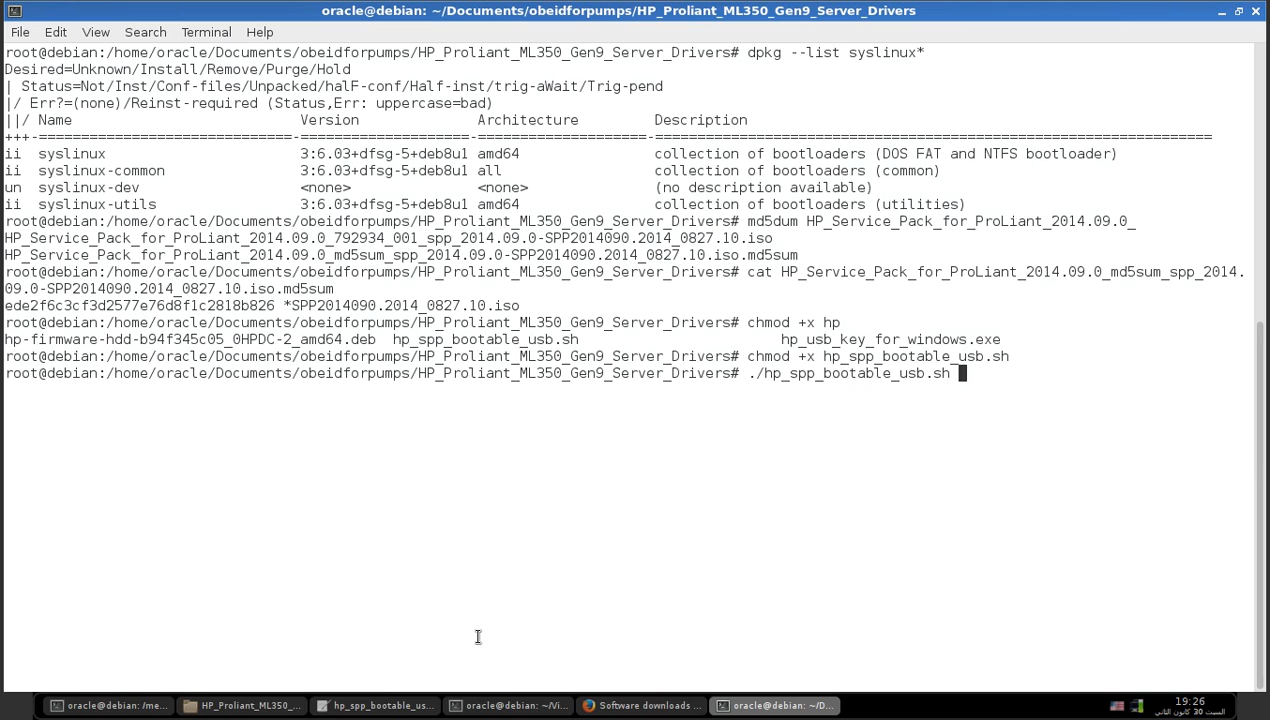 oracle@debian: ~/Documents/obeidforpumps/HP_Proliant_ML350_Gen9_Server_Drivers
File Edit View Search Terminal Help
root@debian:/home/oracle/Documents/obeidforpumps/HP_Proliant_ML350_Gen9_Server_Drivers# dpkg --list syslinux*
Desired=Unknown/Install/Remove/Purge/Hold
| Status=Not/Inst/Conf-files/Unpacked/halF-conf/Half-inst/trig-aWait/Trig-pend
|/ Err?=(none)/Reinst-required (Status,Err: uppercase=bad)
||/ Name Version Architecture Description
+++-==============================-===================-===================-===============================================================
ii syslinux 3:6.03+dfsg-5+deb8u1 amd64 collection of bootloaders (DOS FAT and NTFS bootloader)
ii syslinux-common 3:6.03+dfsg-5+deb8u1 all collection of bootloaders (common)
un syslinux-dev <none> <none> (no description available)
ii syslinux-utils 3:6.03+dfsg-5+deb8u1 amd64 collection of bootloaders (utilities)
root@debian:/home/oracle/Documents/obeidforpumps/HP_Proliant_ML350_Gen9_Server_Drivers# md5dum HP_Service_Pack_for_ProLiant_2014.09.0_
HP_Service_Pack_for_ProLiant_2014.09.0_792934_001_spp_2014.09.0-SPP2014090.2014_0827.10.iso
HP_Service_Pack_for_ProLiant_2014.09.0_md5sum_spp_2014.09.0-SPP2014090.2014_0827.10.iso.md5sum
root@debian:/home/oracle/Documents/obeidforpumps/HP_Proliant_ML350_Gen9_Server_Drivers# cat HP_Service_Pack_for_ProLiant_2014.09.0_md5sum_spp_2014.
09.0-SPP2014090.2014_0827.10.iso.md5sum
ede2f6c3cf3d2577e76d8f1c2818b826 *SPP2014090.2014_0827.10.iso
root@debian:/home/oracle/Documents/obeidforpumps/HP_Proliant_ML350_Gen9_Server_Drivers# chmod +x hp
hp-firmware-hdd-b94f345c05_0HPDC-2_amd64.deb hp_spp_bootable_usb.sh hp_usb_key_for_windows.exe
root@debian:/home/oracle/Documents/obeidforpumps/HP_Proliant_ML350_Gen9_Server_Drivers# chmod +x hp_spp_bootable_usb.sh
root@debian:/home/oracle/Documents/obeidforpumps/HP_Proliant_ML350_Gen9_Server_Drivers# ./hp_spp_bootable_usb.sh
oracle@debian: /me... HP_Proliant_ML350_... hp_spp_bootable_us... oracle@debian: ~/Vi... Software downloads ... oracle@debian: ~/D... 19:26
السبت 30 كانون الثاني